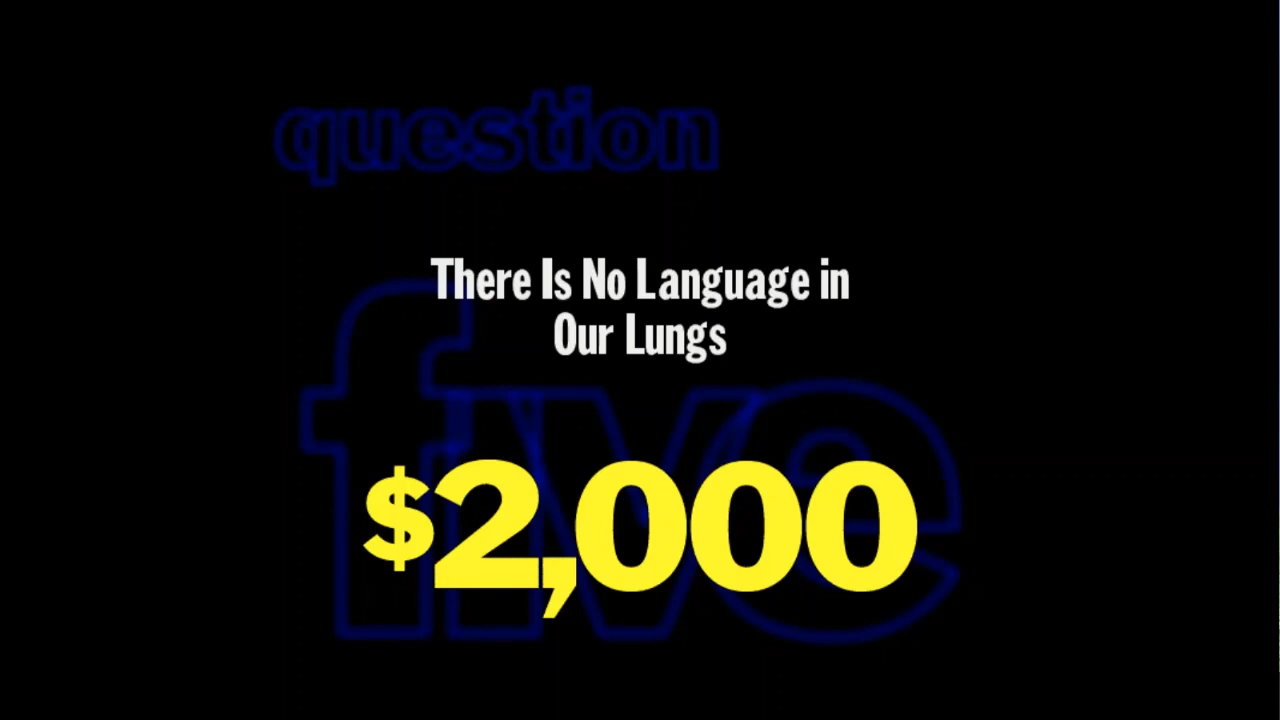 question
There Is No Language in
Our Lungs
five
$2,000